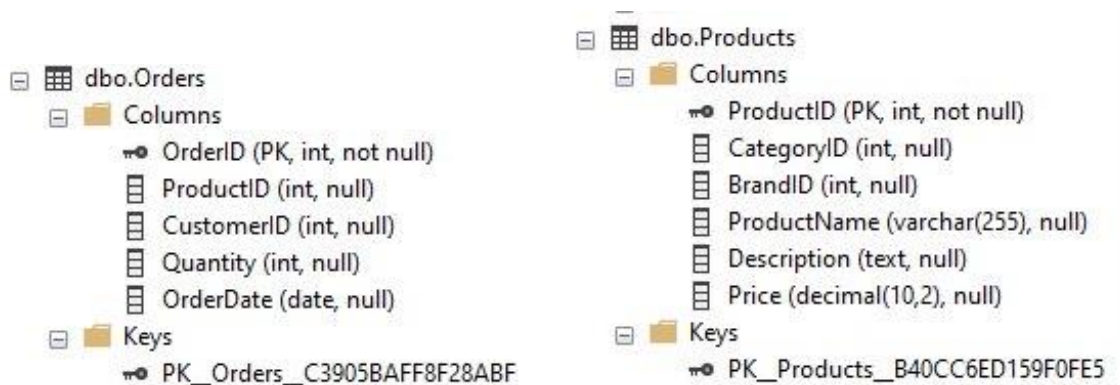 dbo.Orders
Columns
OrderID (PK, int, not null)
ProductID (int, null)
CustomerID (int, null)
Quantity (int, null)
OrderDate (date, null)
Keys
PK__Orders__C3905BAFF8F28ABF
dbo.Products
Columns
ProductID (PK, int, not null)
CategoryID (int, null)
BrandID (int, null)
ProductName (varchar(255), null)
Description (text, null)
Price (decimal(10,2), null)
Keys
PK__Products__B40CC6ED159F0FE5